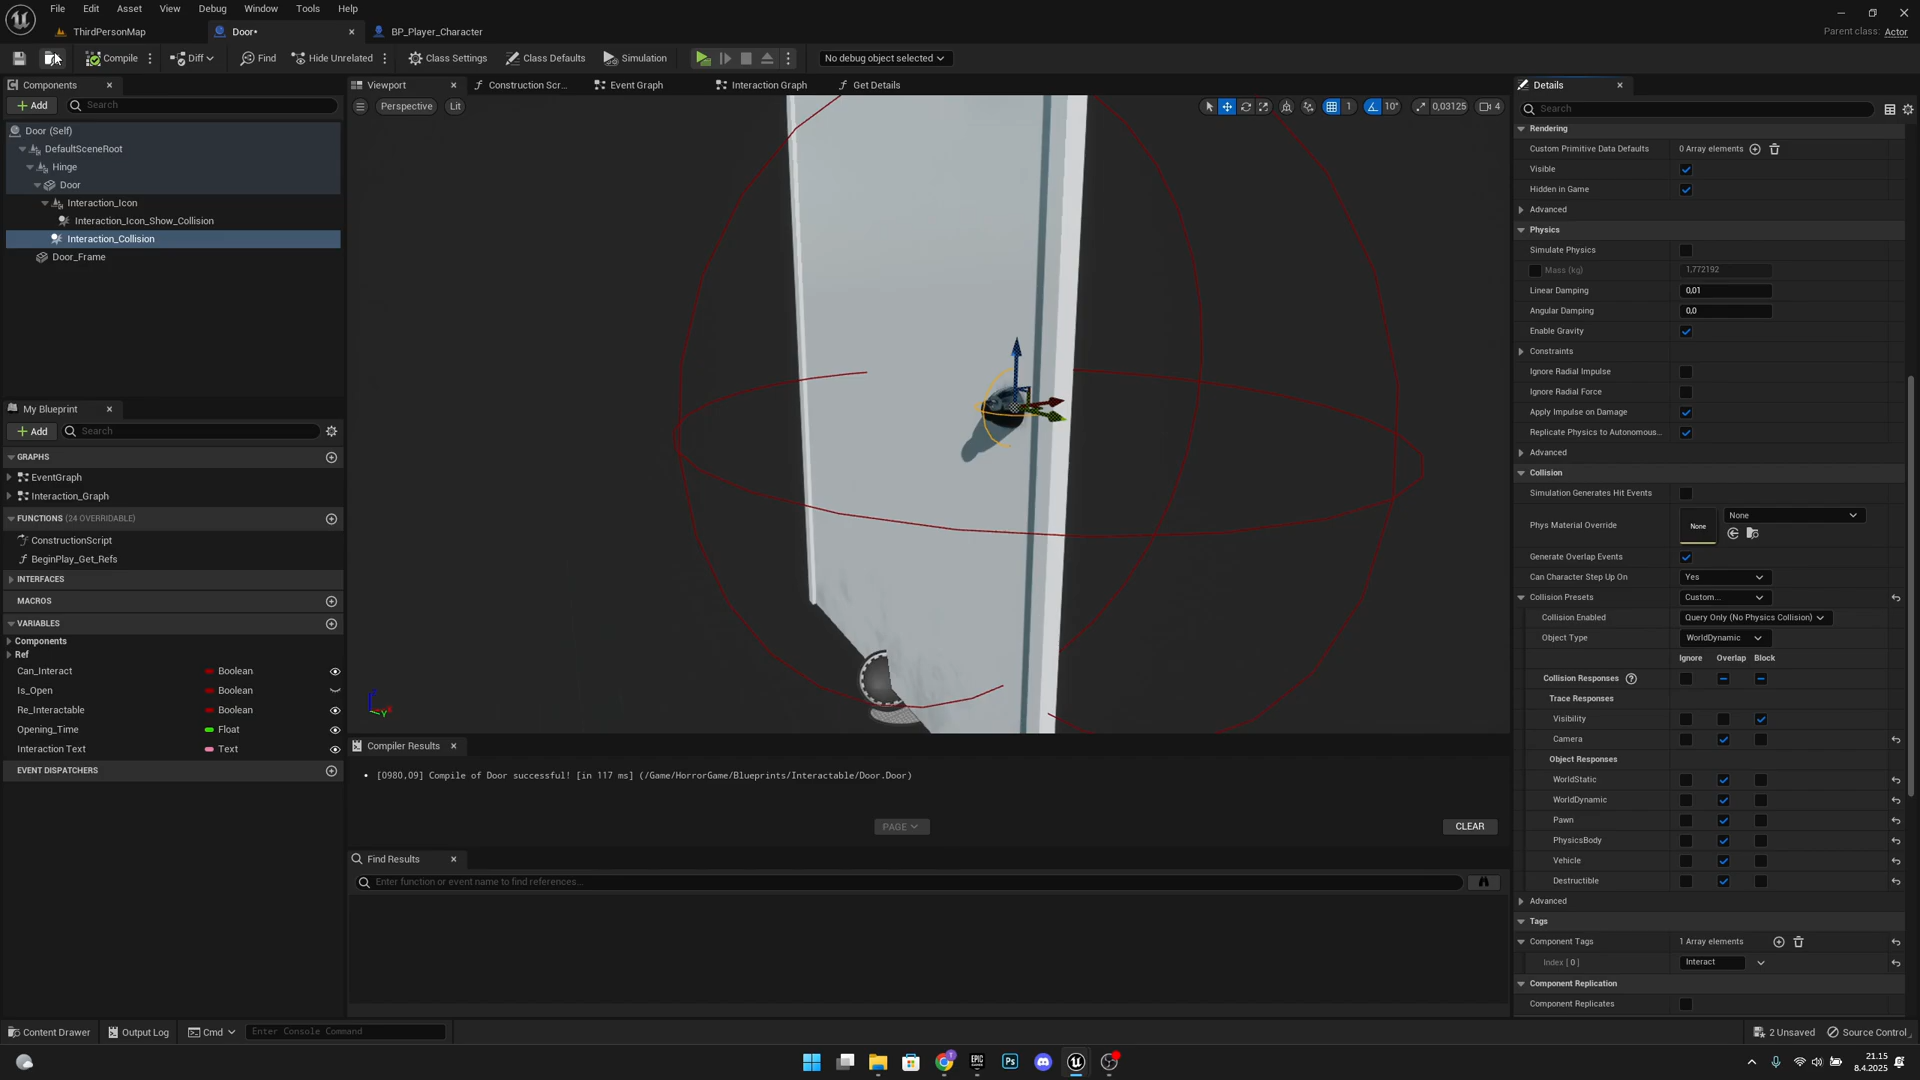 File Edit Asset View Debug Window Tools Help
ThirdPersonMap Door• BP_Player_Character
Parent class: Actor
Compile Diff Find Hide Unrelated Class Settings Class Defaults Simulation No debug object selected
Components
Add Search
Door (Self)
DefaultSceneRoot
Hinge
Door
Interaction_Icon
Interaction_Icon_Show_Collision
Interaction_Collision
Door_Frame
My Blueprint
Add Search
GRAPHS
EventGraph
Interaction_Graph
FUNCTIONS (24 OVERRIDABLE)
ConstructionScript
BeginPlay_Get_Refs
INTERFACES
MACROS
VARIABLES
Components
Ref
Can_Interact Boolean
Is_Open Boolean
Re_Interactable Boolean
Opening_Time Float
Interaction Text Text
EVENT DISPATCHERS
Viewport Construction Scr... Event Graph Interaction Graph Get Details
Perspective Lit 1 10° 0,03125 4
Compiler Results
[0980,09] Compile of Door successful! [in 117 ms] (/Game/HorrorGame/Blueprints/Interactable/Door.Door)
PAGE CLEAR
Find Results
Enter function or event name to find references...
Details
Search
Rendering
Custom Primitive Data Defaults 0 Array elements
Visible
Hidden in Game
Advanced
Physics
Simulate Physics
Mass (kg) 1,772192
Linear Damping 0,01
Angular Damping 0,0
Enable Gravity
Constraints
Ignore Radial Impulse
Ignore Radial Force
Apply Impulse on Damage
Replicate Physics to Autonomous...
Advanced
Collision
Simulation Generates Hit Events
Phys Material Override None None
Generate Overlap Events
Can Character Step Up On Yes
Collision Presets Custom...
Collision Enabled Query Only (No Physics Collision)
Object Type WorldDynamic
Ignore Overlap Block
Collision Responses
Trace Responses
Visibility
Camera
Object Responses
WorldStatic
WorldDynamic
Pawn
PhysicsBody
Vehicle
Destructible
Advanced
Tags
Component Tags 1 Array elements
Index [ 0 ] Interact
Component Replication
Component Replicates
Content Drawer Output Log Cmd Enter Console Command 2 Unsaved Source Control
EPIC Ps
21.15
8.4.2025